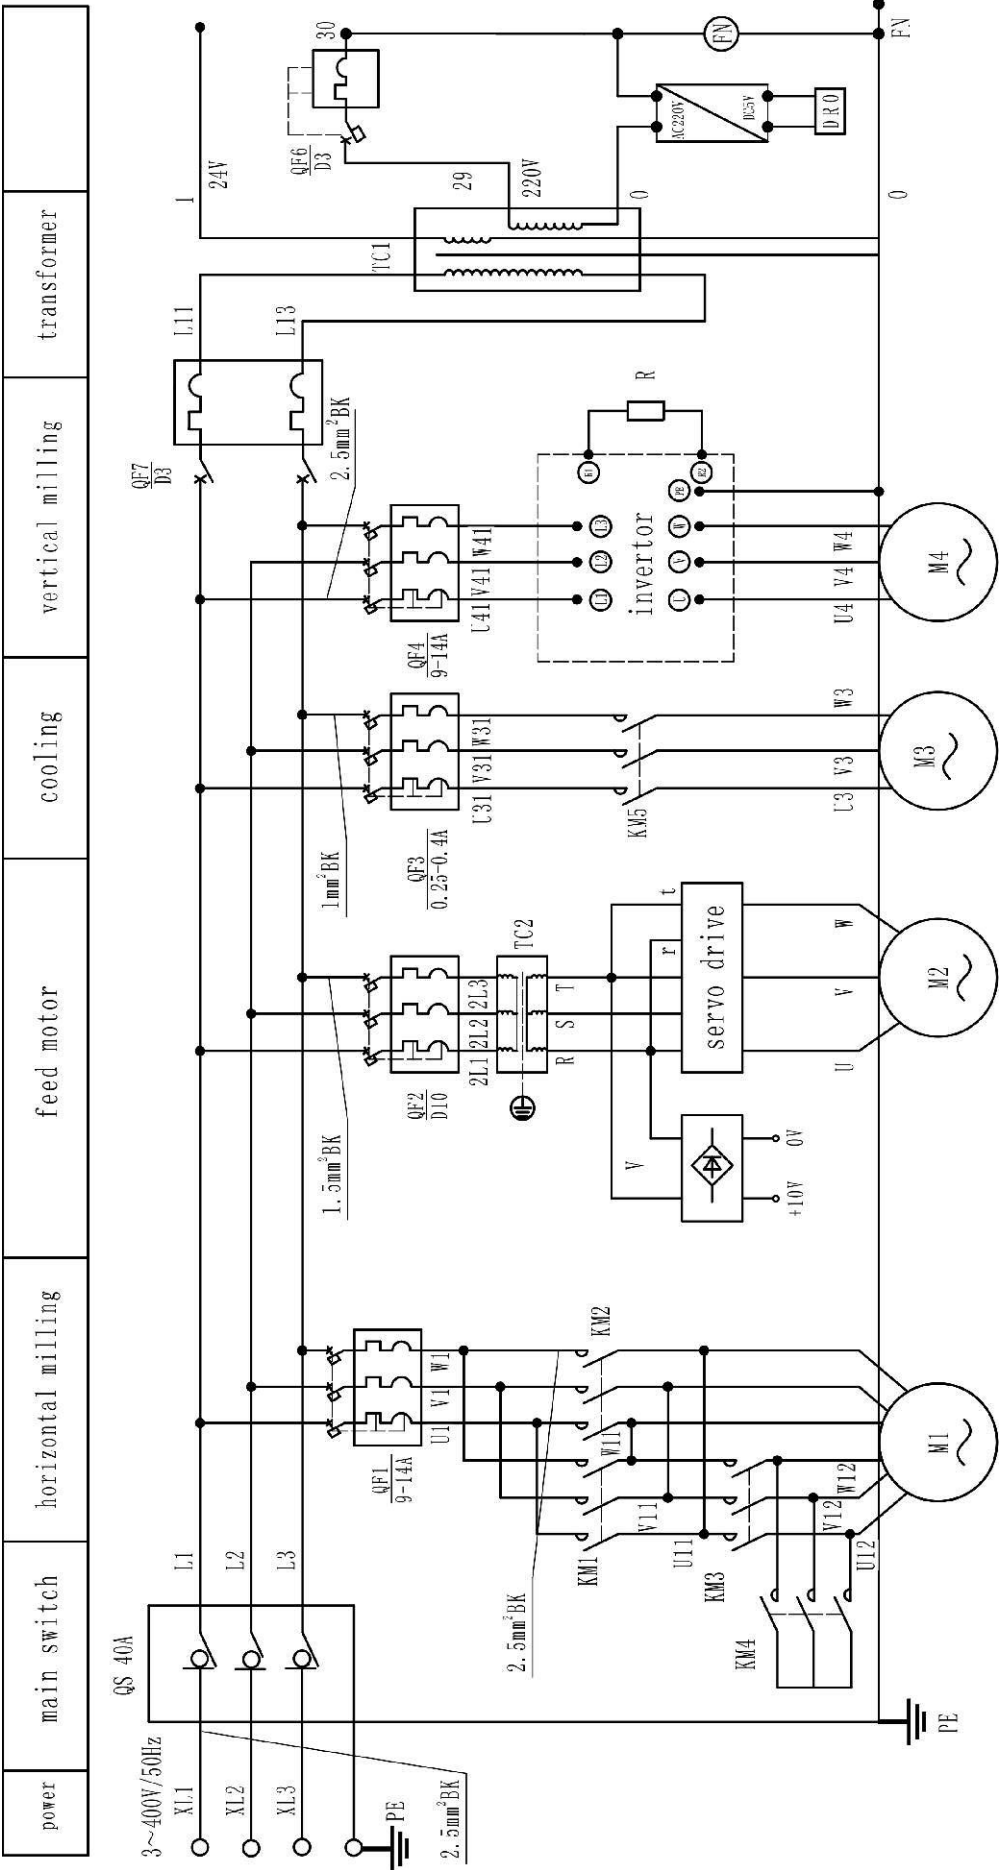 power
main switch
horizontal milling
feed motor
cooling
vertical milling
transformer
3～400V/50Hz
QS 40A
XL1
L1
XL2
L2
XL3
L3
PE
2.5mm²BK
QF1
9-14A
U1
V1
W1
2.5mm²BK
KM1
KM2
W11
V11
U11
KM3
KM4
W12
V12
U12
M1
PE
1.5mm²BK
QF2
D10
2L1
2L2
2L3
TC2
R
S
T
V
r
t
servo drive
+10V
0V
U
V
W
M2
1mm²BK
QF3
0.25-0.4A
U31
V31
W31
KM5
U3
V3
W3
M3
2.5mm²BK
QF4
9-14A
U41
V41
W41
L1
L2
L3
invertor
U
V
W
PE
R
U4
V4
W4
M4
QF7
D3
L11
L13
TC1
1
24V
QF6
D3
30
29
220V
0
AC220V
DC5V
DRO
FN
FN
0